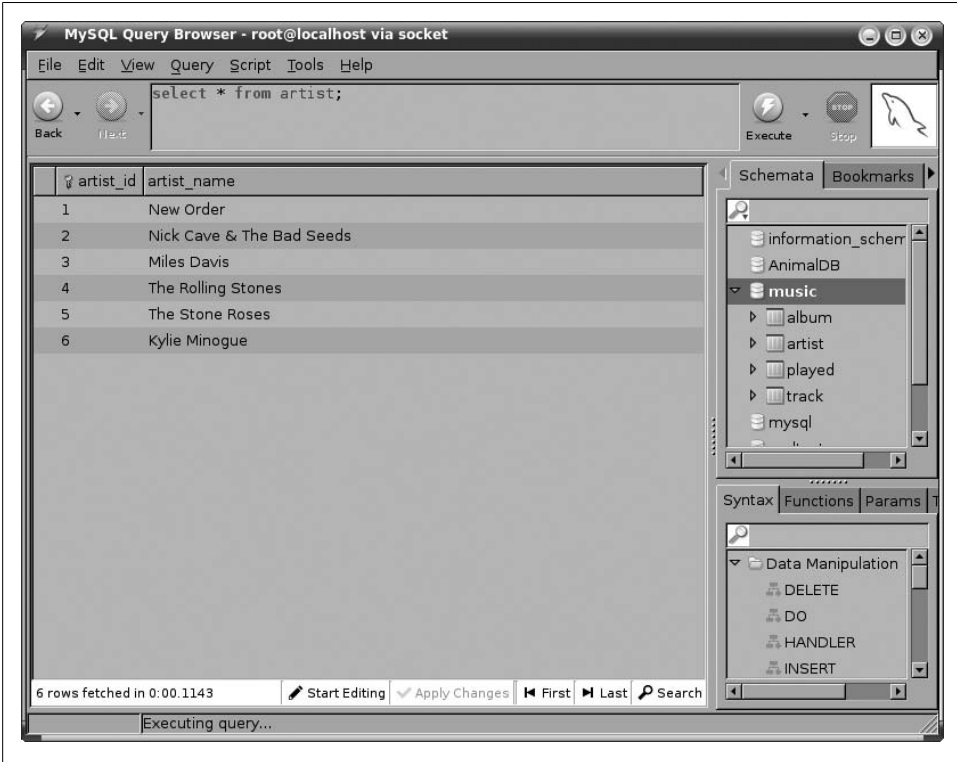 MySQL Query Browser - root@localhost via socket
File Edit View Query Script Tools Help
select * from artist;
Back Next Execute Stop
STOP
artist_id artist_name
1 New Order
2 Nick Cave & The Bad Seeds
3 Miles Davis
4 The Rolling Stones
5 The Stone Roses
6 Kylie Minogue
6 rows fetched in 0:00.1143 Start Editing Apply Changes First Last Search
Executing query...
Schemata Bookmarks
information_schem
AnimalDB
music
album
artist
played
track
mysql
Syntax Functions Params T
Data Manipulation
DELETE
DO
HANDLER
INSERT